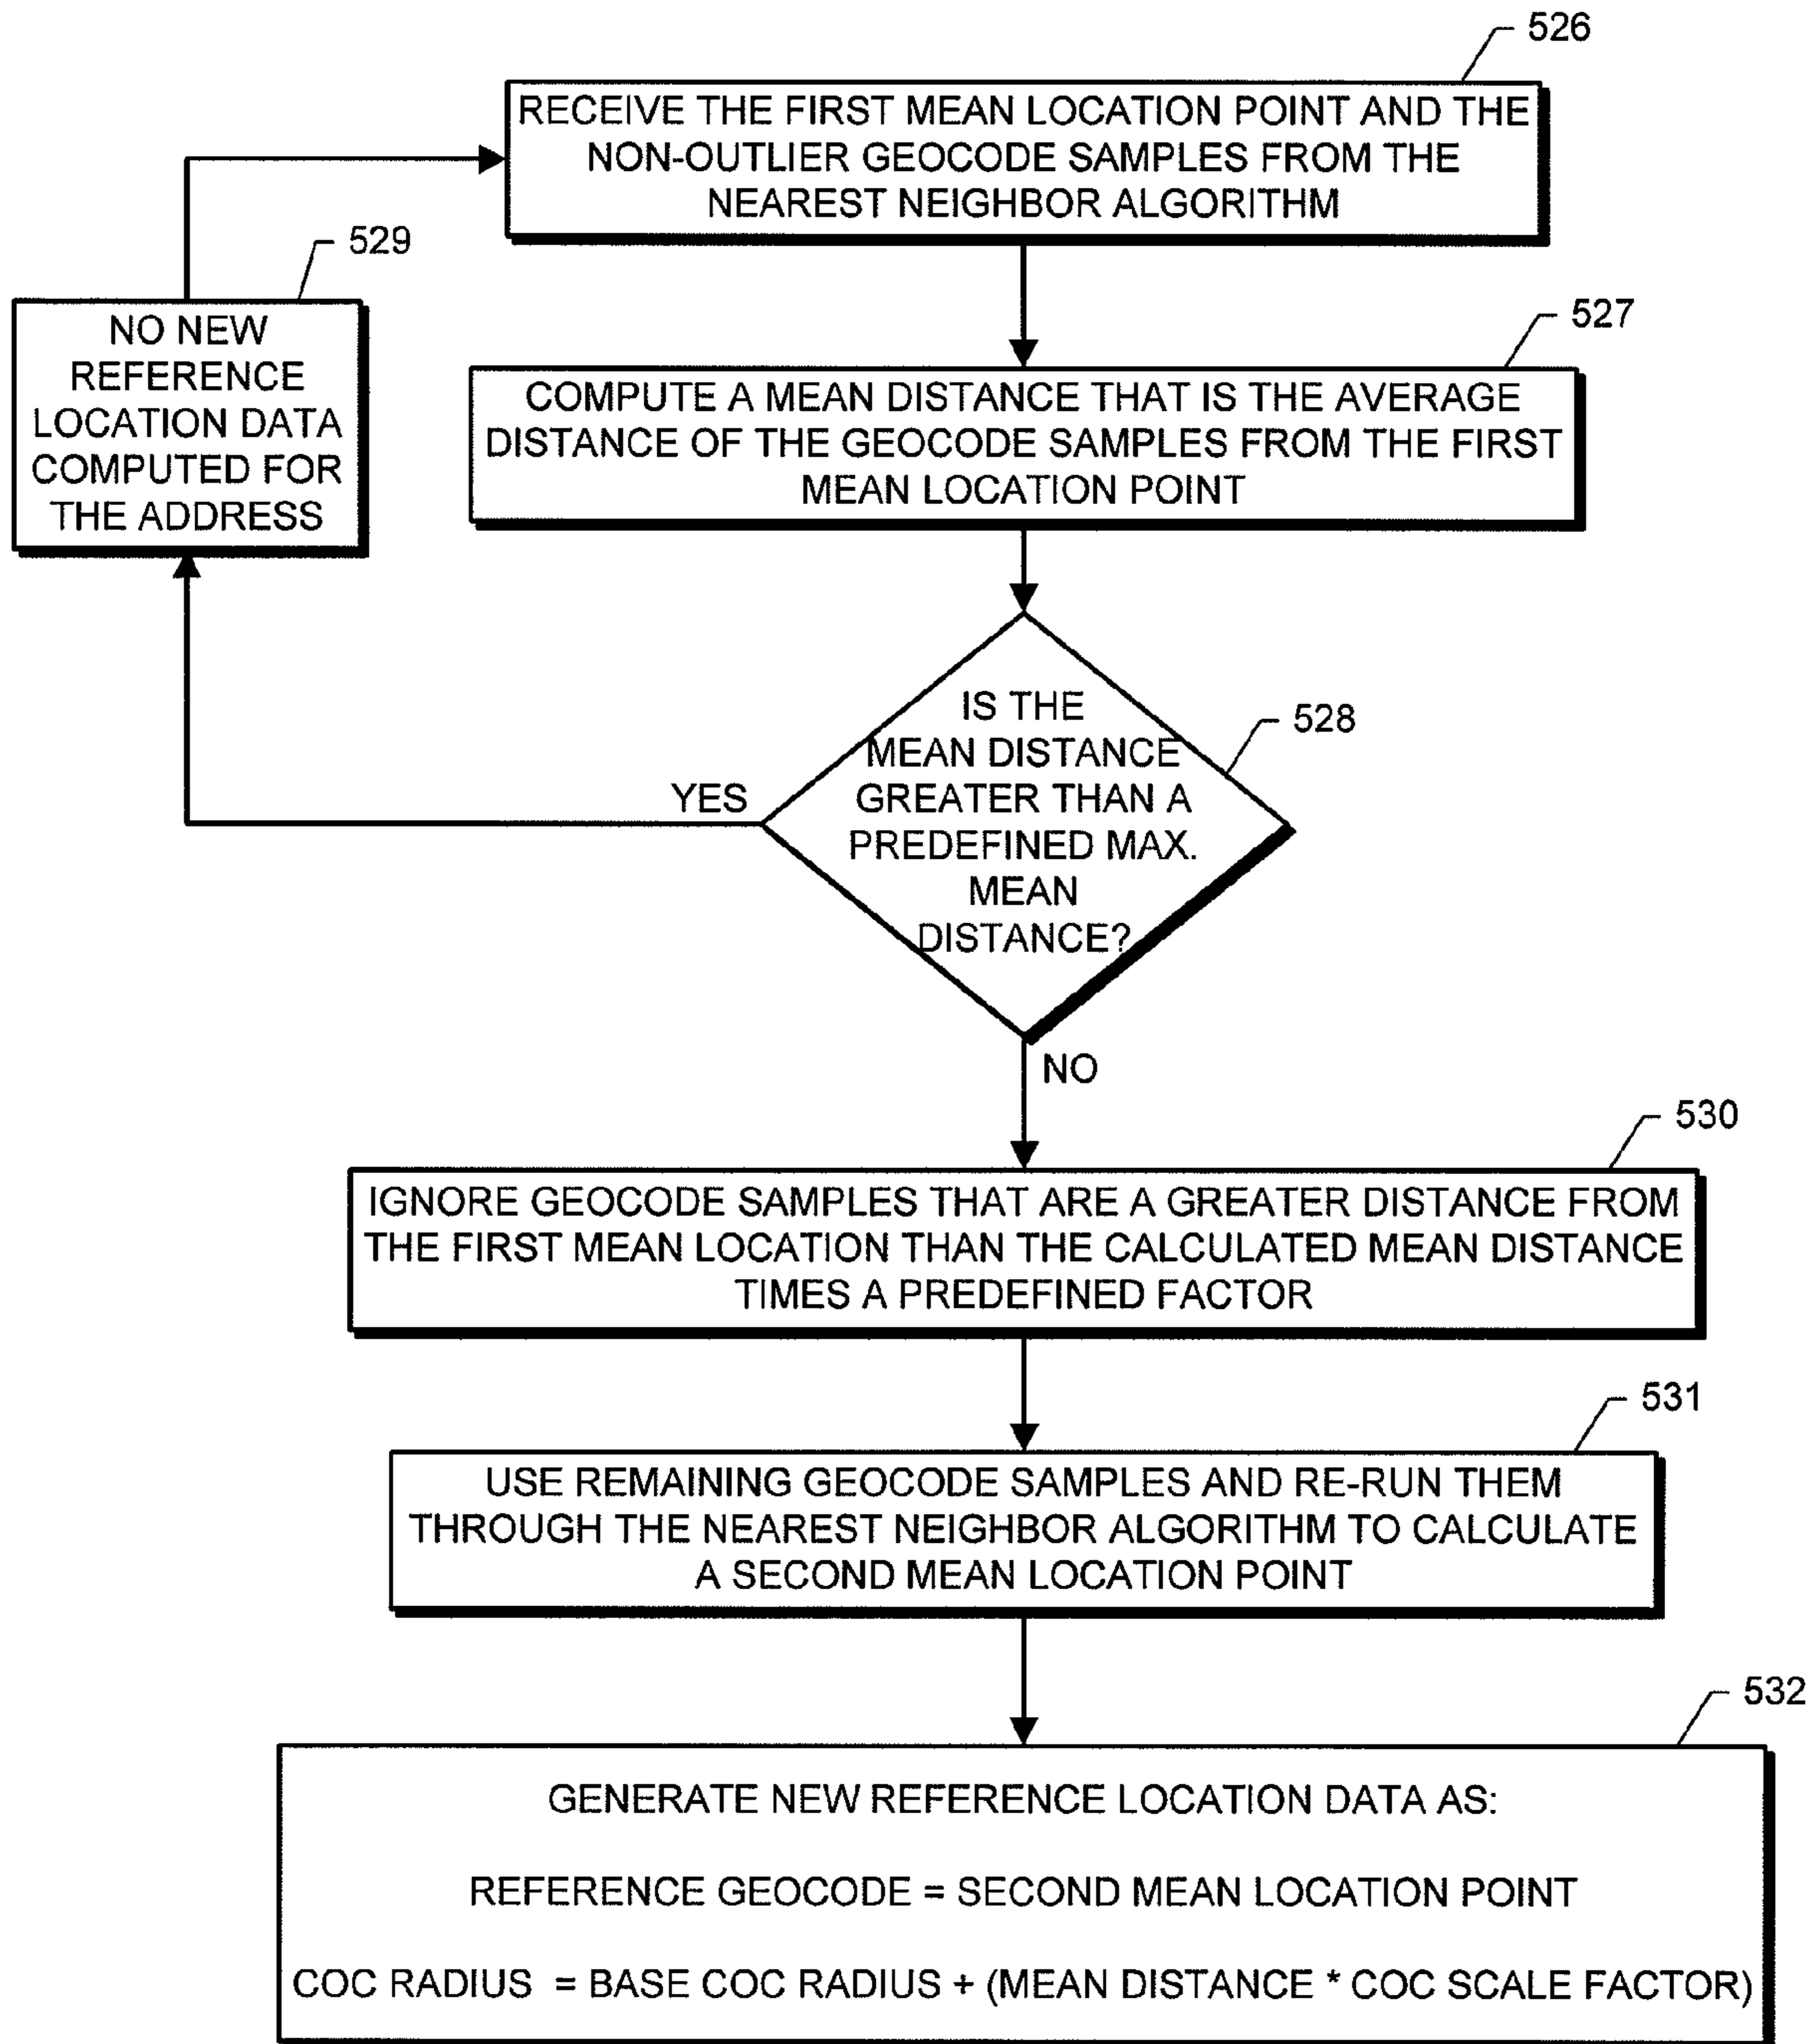 526
RECEIVE THE FIRST MEAN LOCATION POINT AND THE
NON-OUTLIER GEOCODE SAMPLES FROM THE
NEAREST NEIGHBOR ALGORITHM
529
NO NEW
REFERENCE
LOCATION DATA
COMPUTED FOR
THE ADDRESS
527
COMPUTE A MEAN DISTANCE THAT IS THE AVERAGE
DISTANCE OF THE GEOCODE SAMPLES FROM THE FIRST
MEAN LOCATION POINT
528
IS THE
MEAN DISTANCE
GREATER THAN A
PREDEFINED MAX.
MEAN
DISTANCE?
YES
NO
530
IGNORE GEOCODE SAMPLES THAT ARE A GREATER DISTANCE FROM
THE FIRST MEAN LOCATION THAN THE CALCULATED MEAN DISTANCE
TIMES A PREDEFINED FACTOR
531
USE REMAINING GEOCODE SAMPLES AND RE-RUN THEM
THROUGH THE NEAREST NEIGHBOR ALGORITHM TO CALCULATE
A SECOND MEAN LOCATION POINT
532
GENERATE NEW REFERENCE LOCATION DATA AS:
REFERENCE GEOCODE = SECOND MEAN LOCATION POINT
COC RADIUS = BASE COC RADIUS + (MEAN DISTANCE * COC SCALE FACTOR)